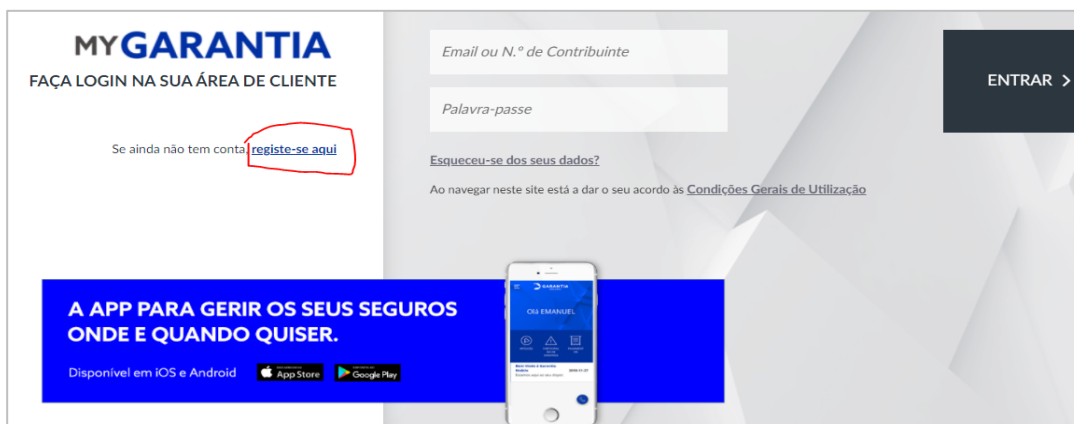 MYGARANTIA
FAÇA LOGIN NA SUA ÁREA DE CLIENTE
Se ainda não tem conta, registe-se aqui
Email ou N.º de Contribuinte
Palavra-passe
Esqueceu-se dos seus dados?
Ao navegar neste site está a dar o seu acordo às Condições Gerais de Utilização
ENTRAR >
A APP PARA GERIR OS SEUS SEGUROS
ONDE E QUANDO QUISER.
Disponível em iOS e Android
App Store
Google Play
GARANTIA
Olá EMANUEL